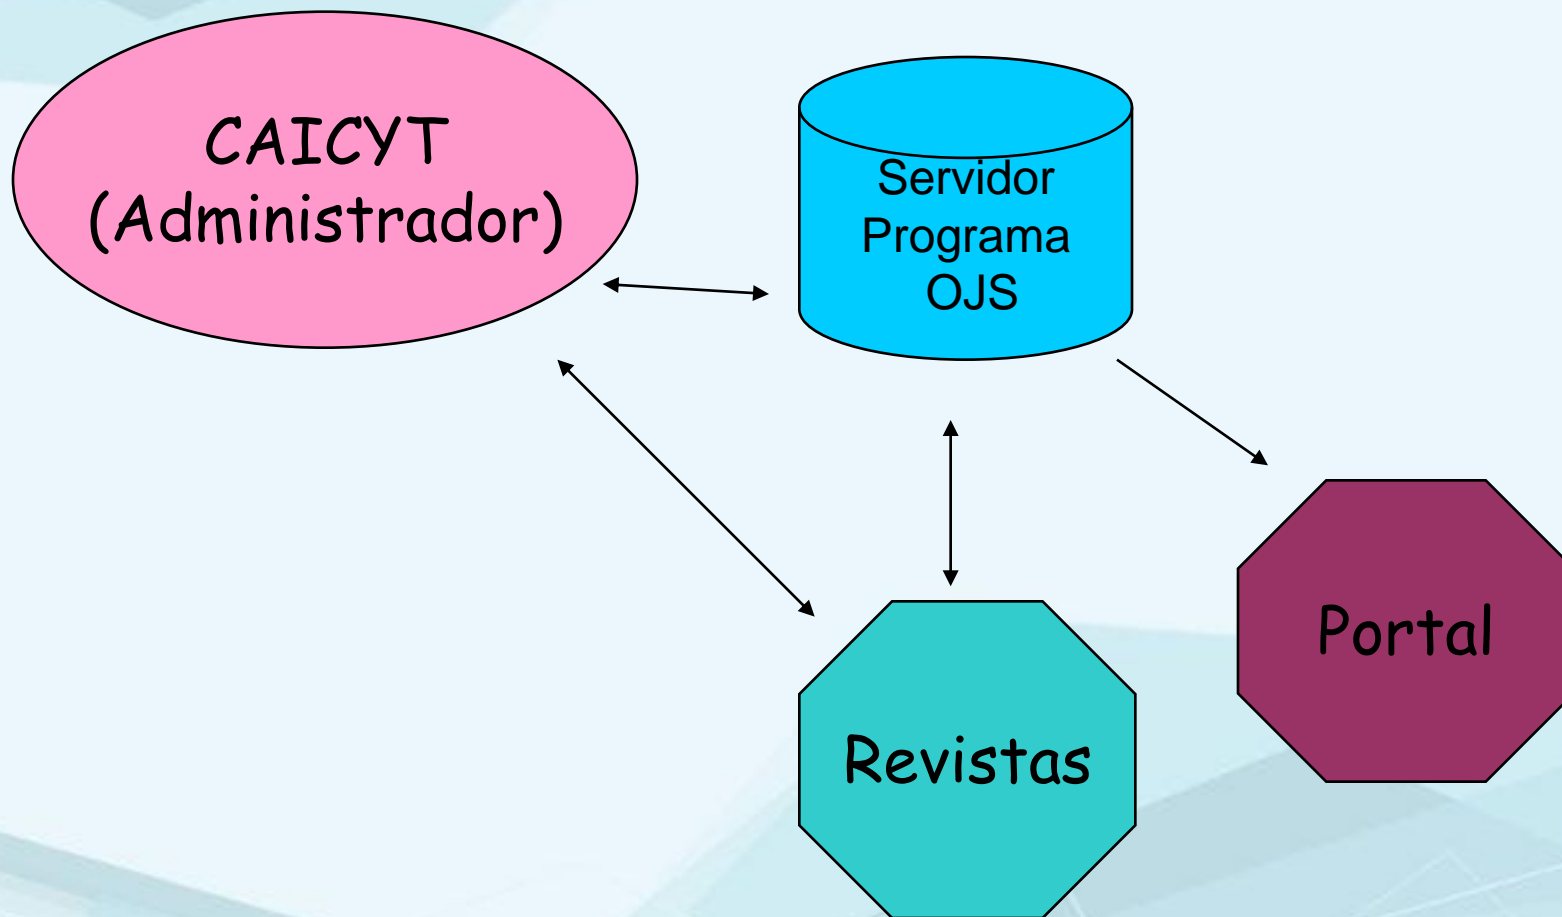 CAICYT
(Administrador)
Servidor
Programa
OJS
Portal
Revistas